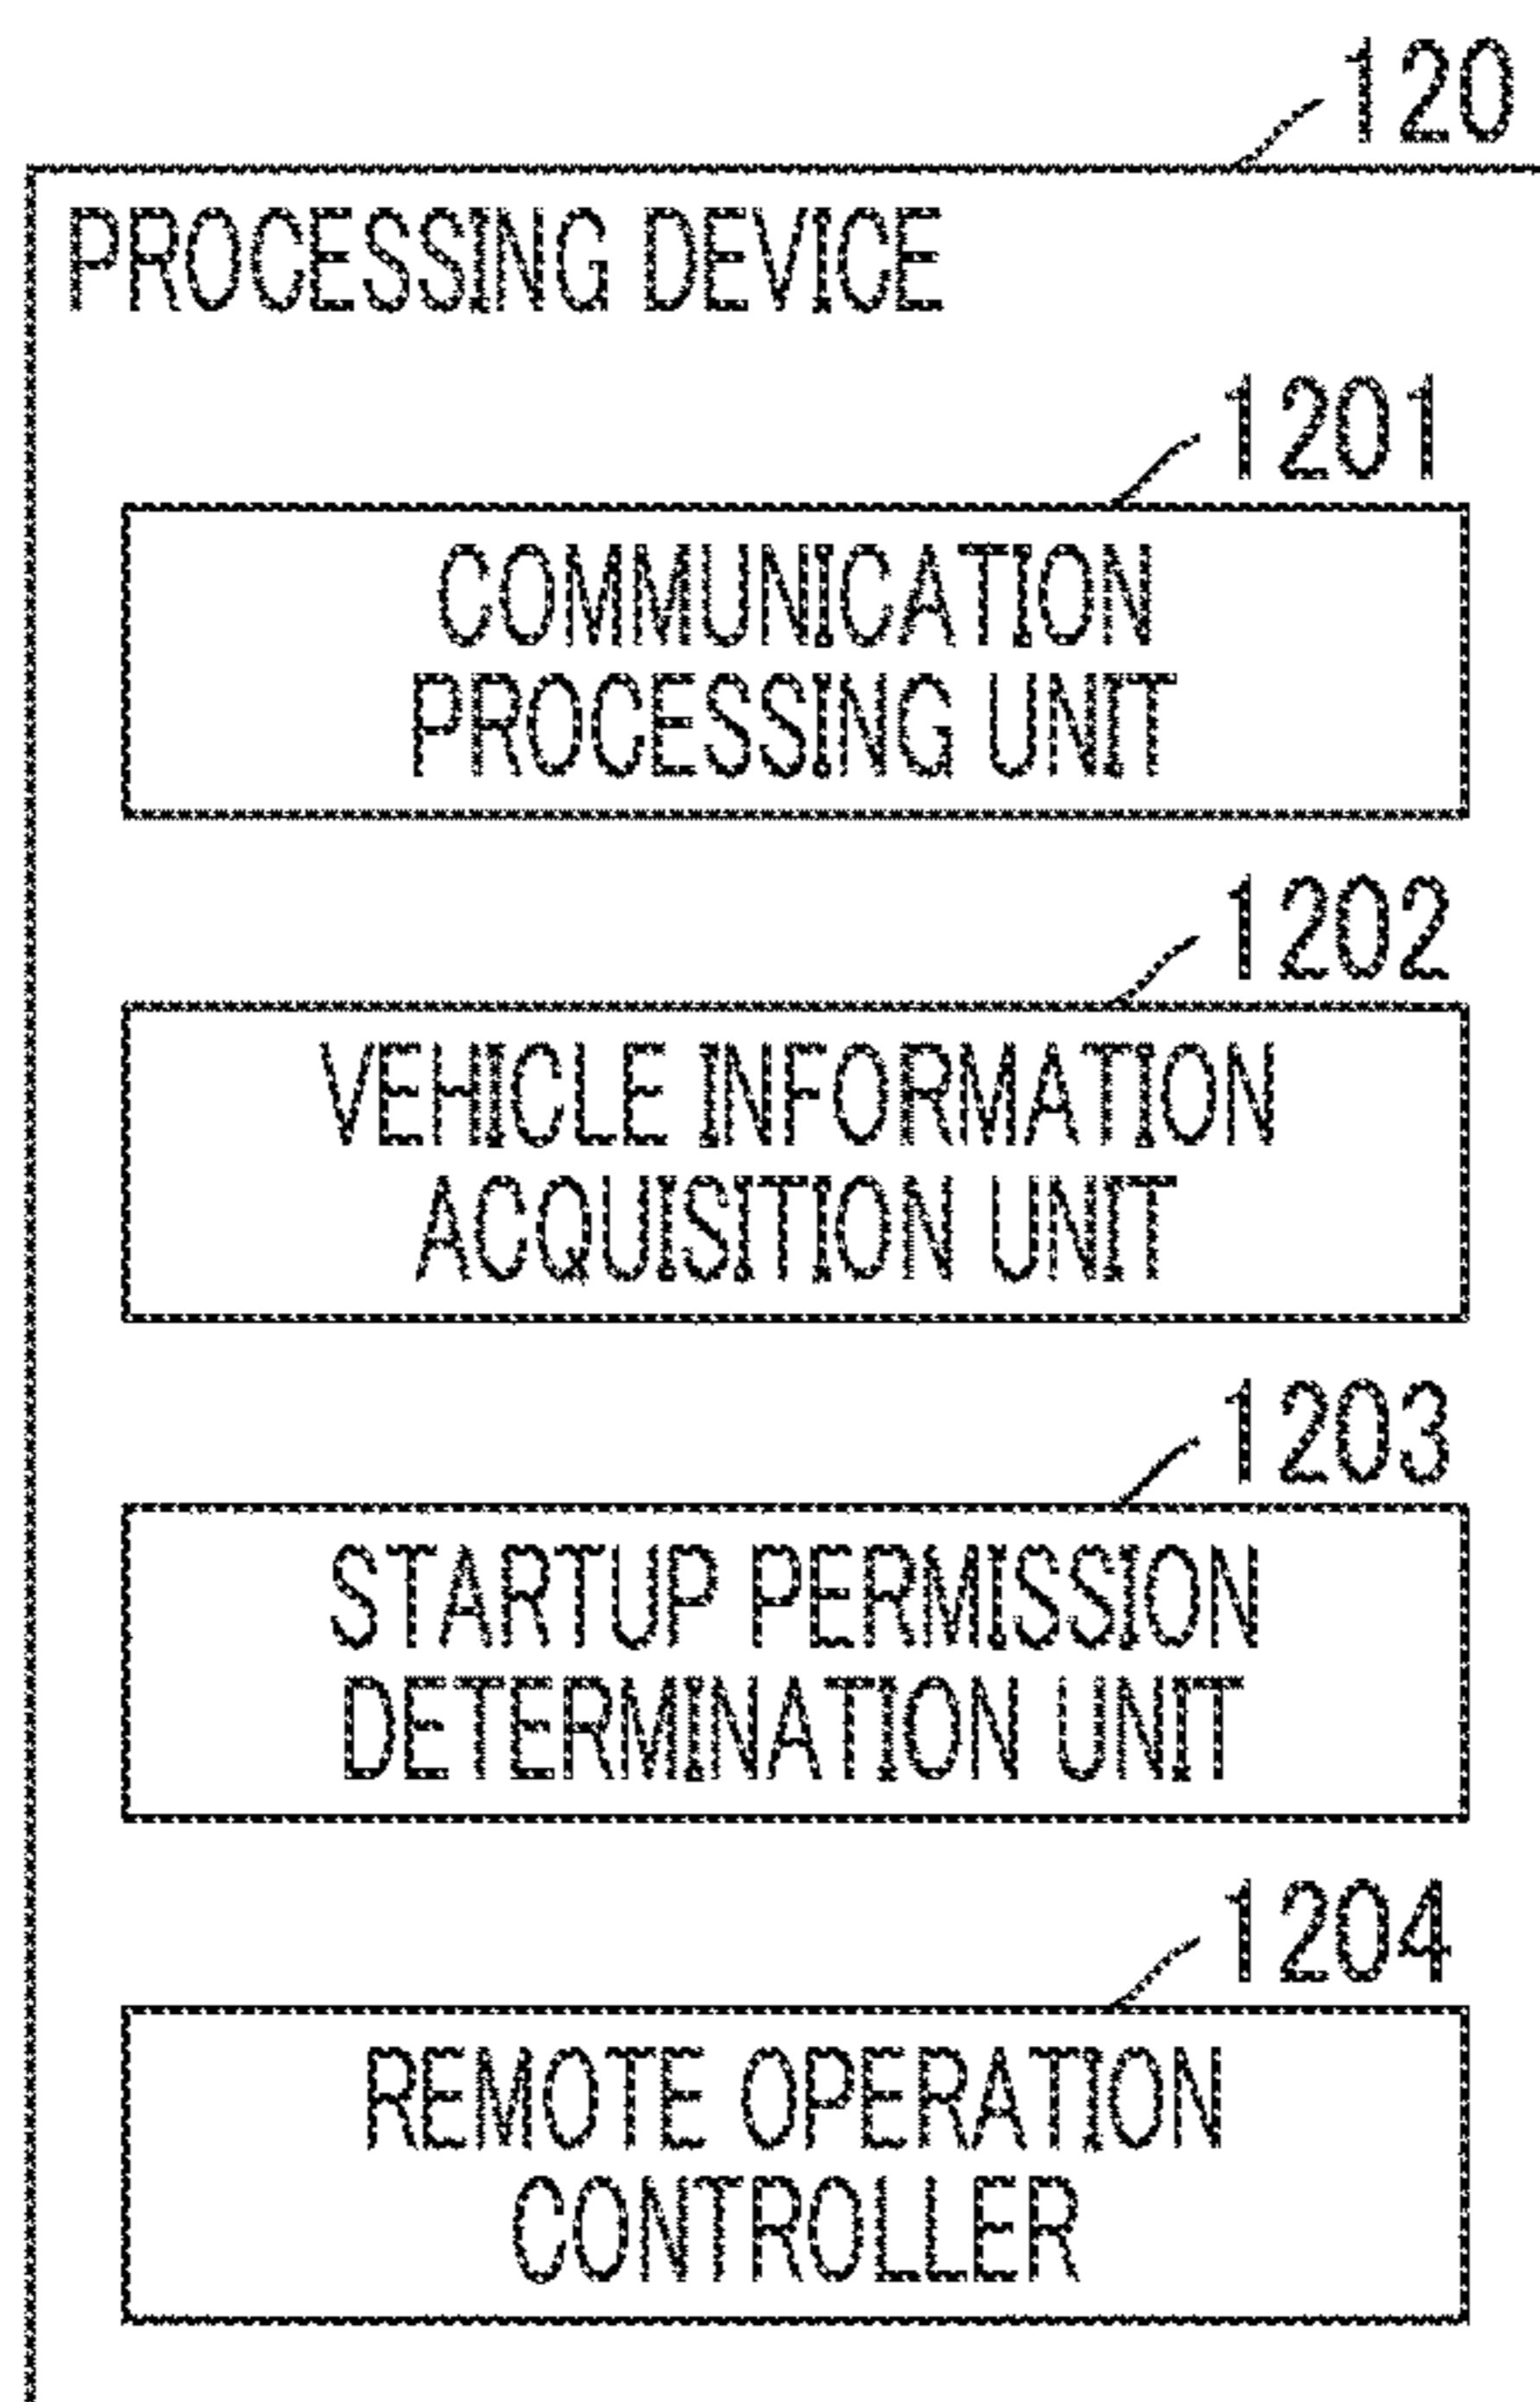 120
PROCESSING DEVICE
1201
COMMUNICATION
PROCESSING UNIT
1202
VEHICLE INFORMATION
ACQUISITION UNIT
1203
STARTUP PERMISSION
DETERMINATION UNIT
1204
REMOTE OPERATION
CONTROLLER